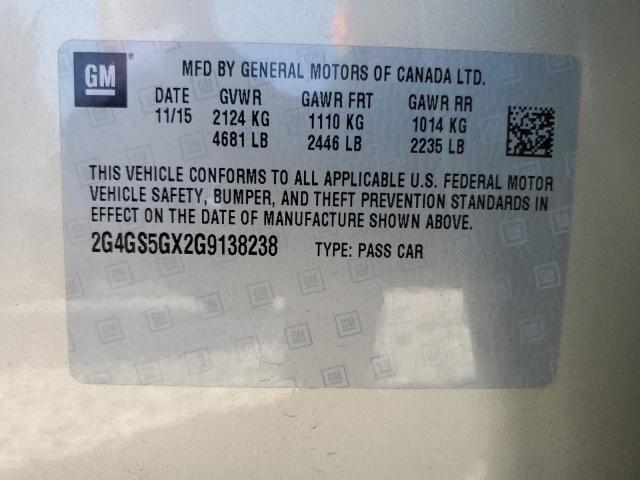 GM ®
MFD BY GENERAL MOTORS OF CANADA LTD.
DATE GVWR GAWR FRT GAWR RR
11/15 2124 KG 1110 KG 1014 KG
4681 LB 2446 LB 2235 LB
THIS VEHICLE CONFORMS TO ALL APPLICABLE U.S. FEDERAL MOTOR
VEHICLE SAFETY, BUMPER, AND THEFT PREVENTION STANDARDS IN
EFFECT ON THE DATE OF MANUFACTURE SHOWN ABOVE.
2G4GS5GX2G9138238 TYPE: PASS CAR